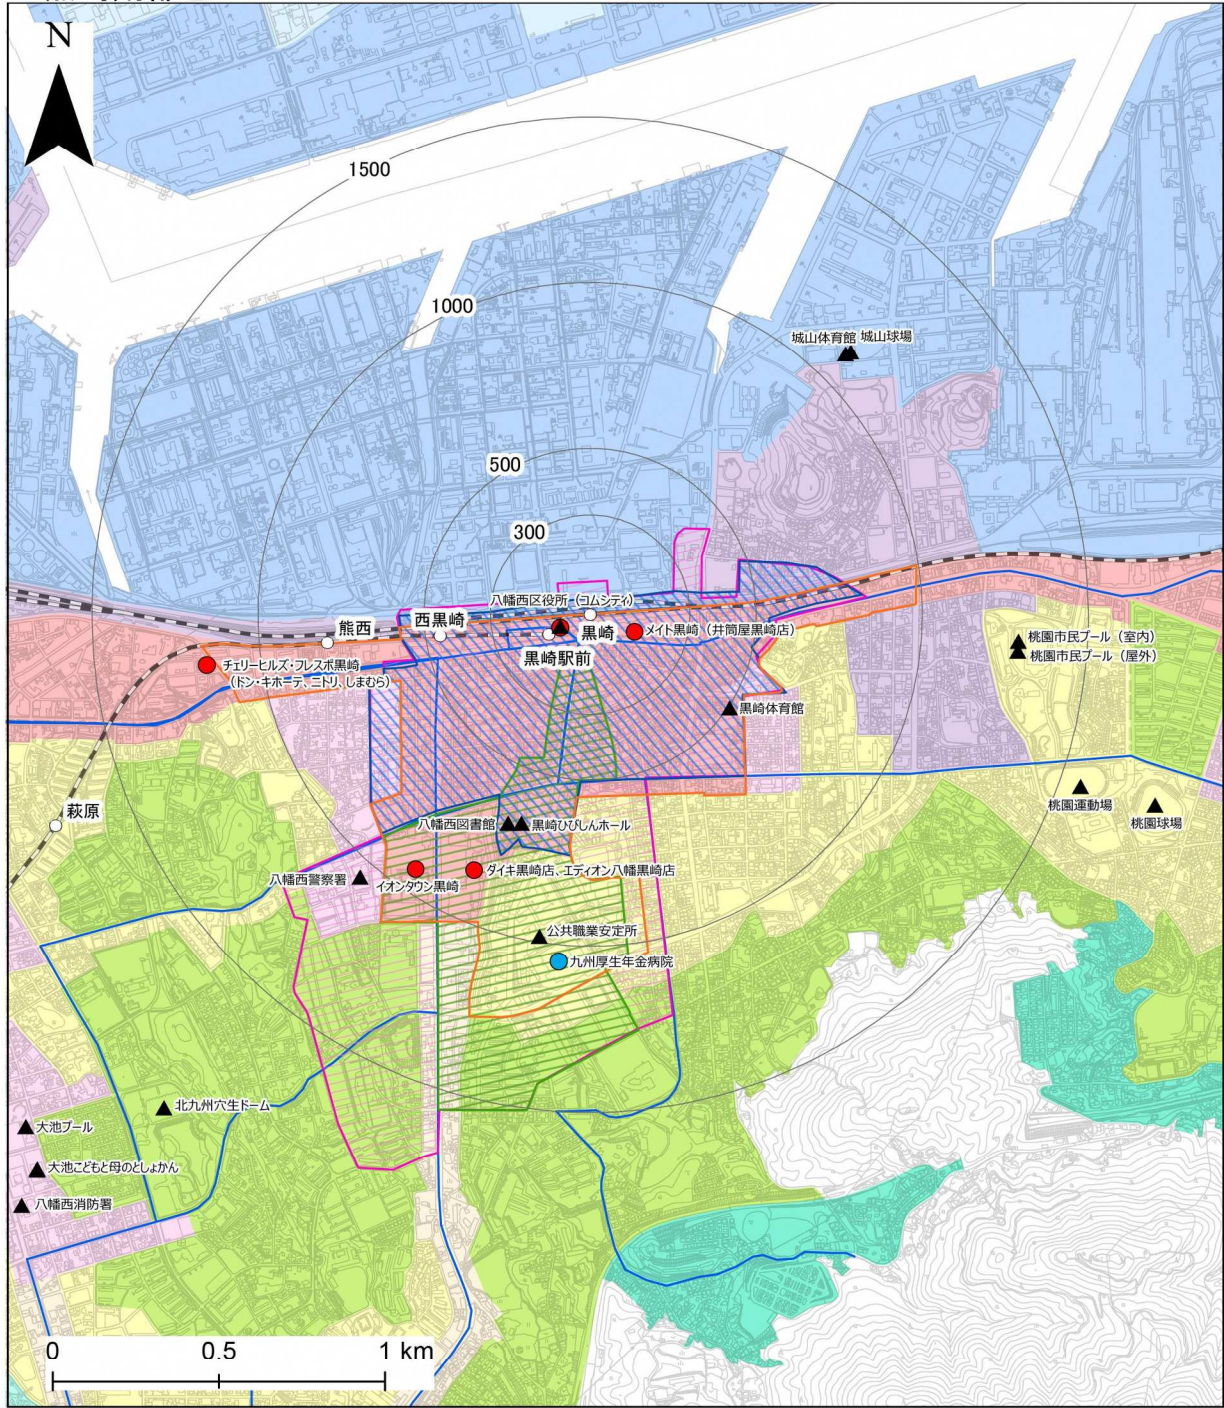 N
1500
1000
城山体育館
城山球場
500
300
八幡西区役所（コムシティ）
熊西
西黒崎
黒崎
メイト黒崎（井筒屋黒崎店）
黒崎駅前
チェリーヒルズ・フレスポ黒崎
（ドン・キホーテ、ニトリ、しまむら）
桃園市民プール（室内）
桃園市民プール（屋外）
黒崎体育館
萩原
桃園運動場
桃園球場
八幡西図書館
黒崎ひびしんホール
八幡西警察署
イオンタウン黒崎
ダイキ黒崎店、エディオン八幡黒崎店
公共職業安定所
九州厚生年金病院
北九州穴生ドーム
大池プール
大池こどもと母のとしょかん
八幡西消防署
0
0.5
1 km